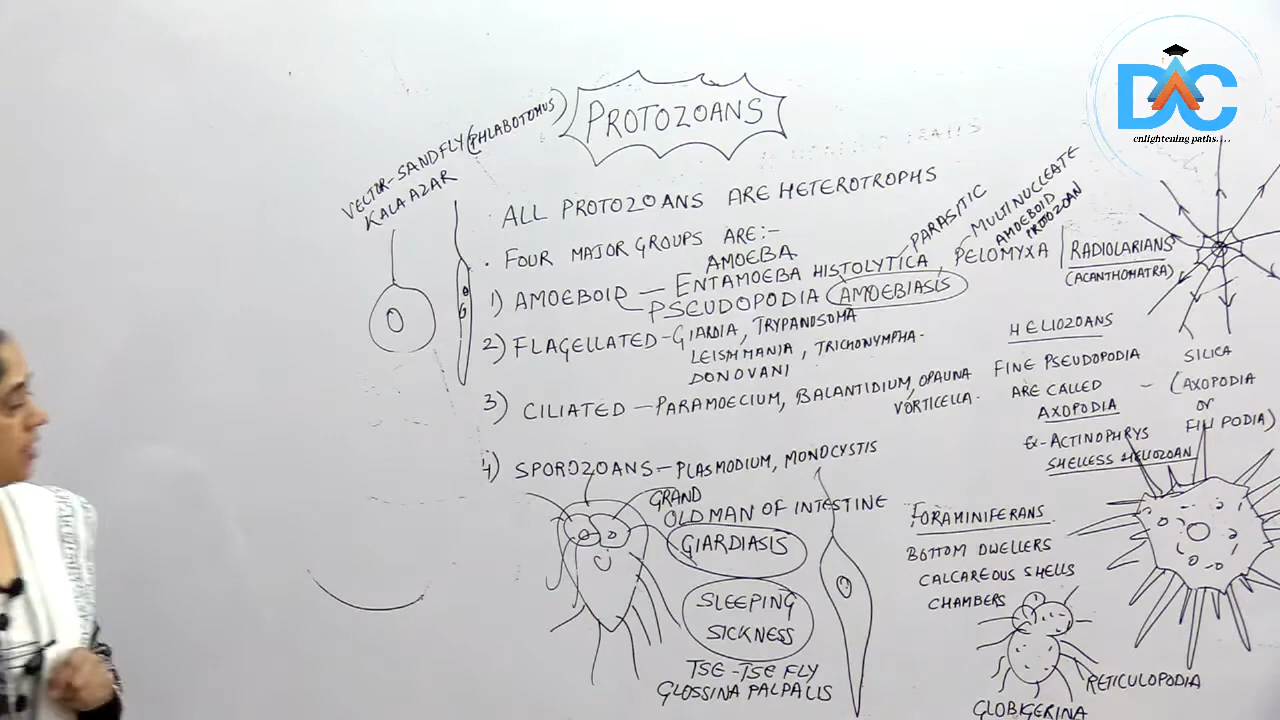 DAC
enlightening paths....
PROTOZOANS
VECTOR-SANDFLY (PHLABOTOMUS)
KALA AZAR
. ALL PROTOZOANS ARE HETEROTROPHS
. FOUR MAJOR GROUPS ARE:-
AMOEBA
1) AMOEBOID — ENTAMOEBA HISTOLYTICA, PELOMYXA
PARASITIC
MULTINUCLEATE
AMOEBOID
PROTOZOAN
PSEUDOPODIA
AMOEBIASIS
2) FLAGELLATED - GIARDIA, TRYPANOSOMA
LEISHMANIA, TRICHONYMPHA.
DONOVANI
3) CILIATED — PARAMOECIUM, BALANTIDIUM, OPALINA
VORTICELLA.
4) SPOROZOANS — PLASMODIUM, MONOCYSTIS
GRAND
OLD MAN OF INTESTINE
GIARDIASIS
SLEEPING
SICKNESS
TSE-TSE FLY
GLOSSINA PALPALIS
RADIOLARIANS
(ACANTHOMATRA)
HELIOZOANS
FINE PSEUDOPODIA
ARE CALLED
AXOPODIA
Ex-ACTINOPHRYS
SHELLESS HELIOZOAN
SILICA
- (AXOPODIA
or
FILIPODIA)
FORAMINIFERANS
BOTTOM DWELLERS
CALCAREOUS SHELLS
CHAMBERS
RETICULOPODIA
GLOBIGERINA